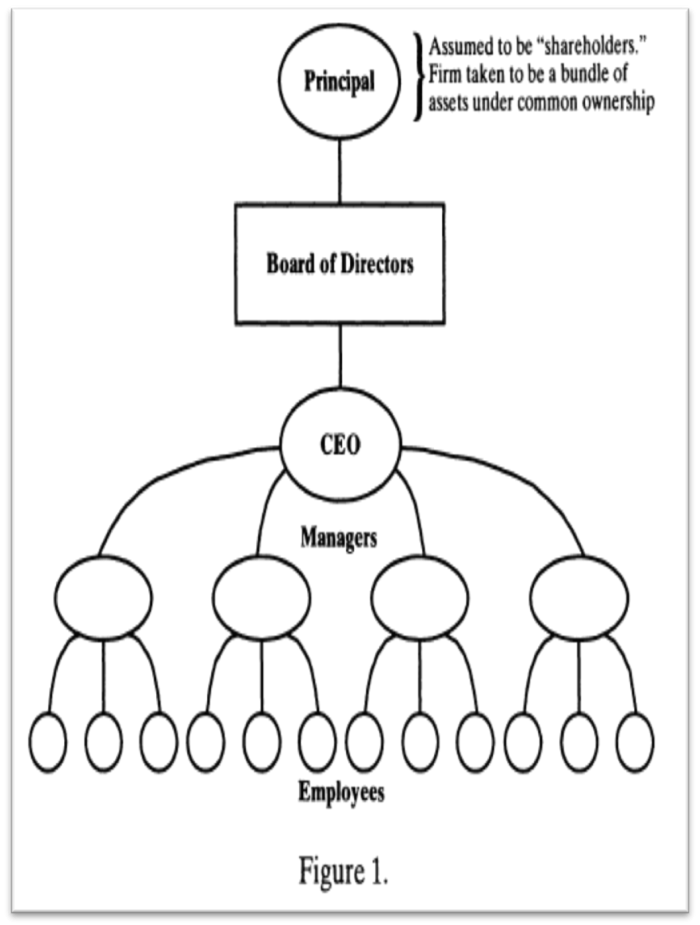 Principal
Assumed to be “shareholders.”
Firm taken to be a bundle of
assets under common ownership
Board of Directors
CEO
Managers
Employees
Figure 1.